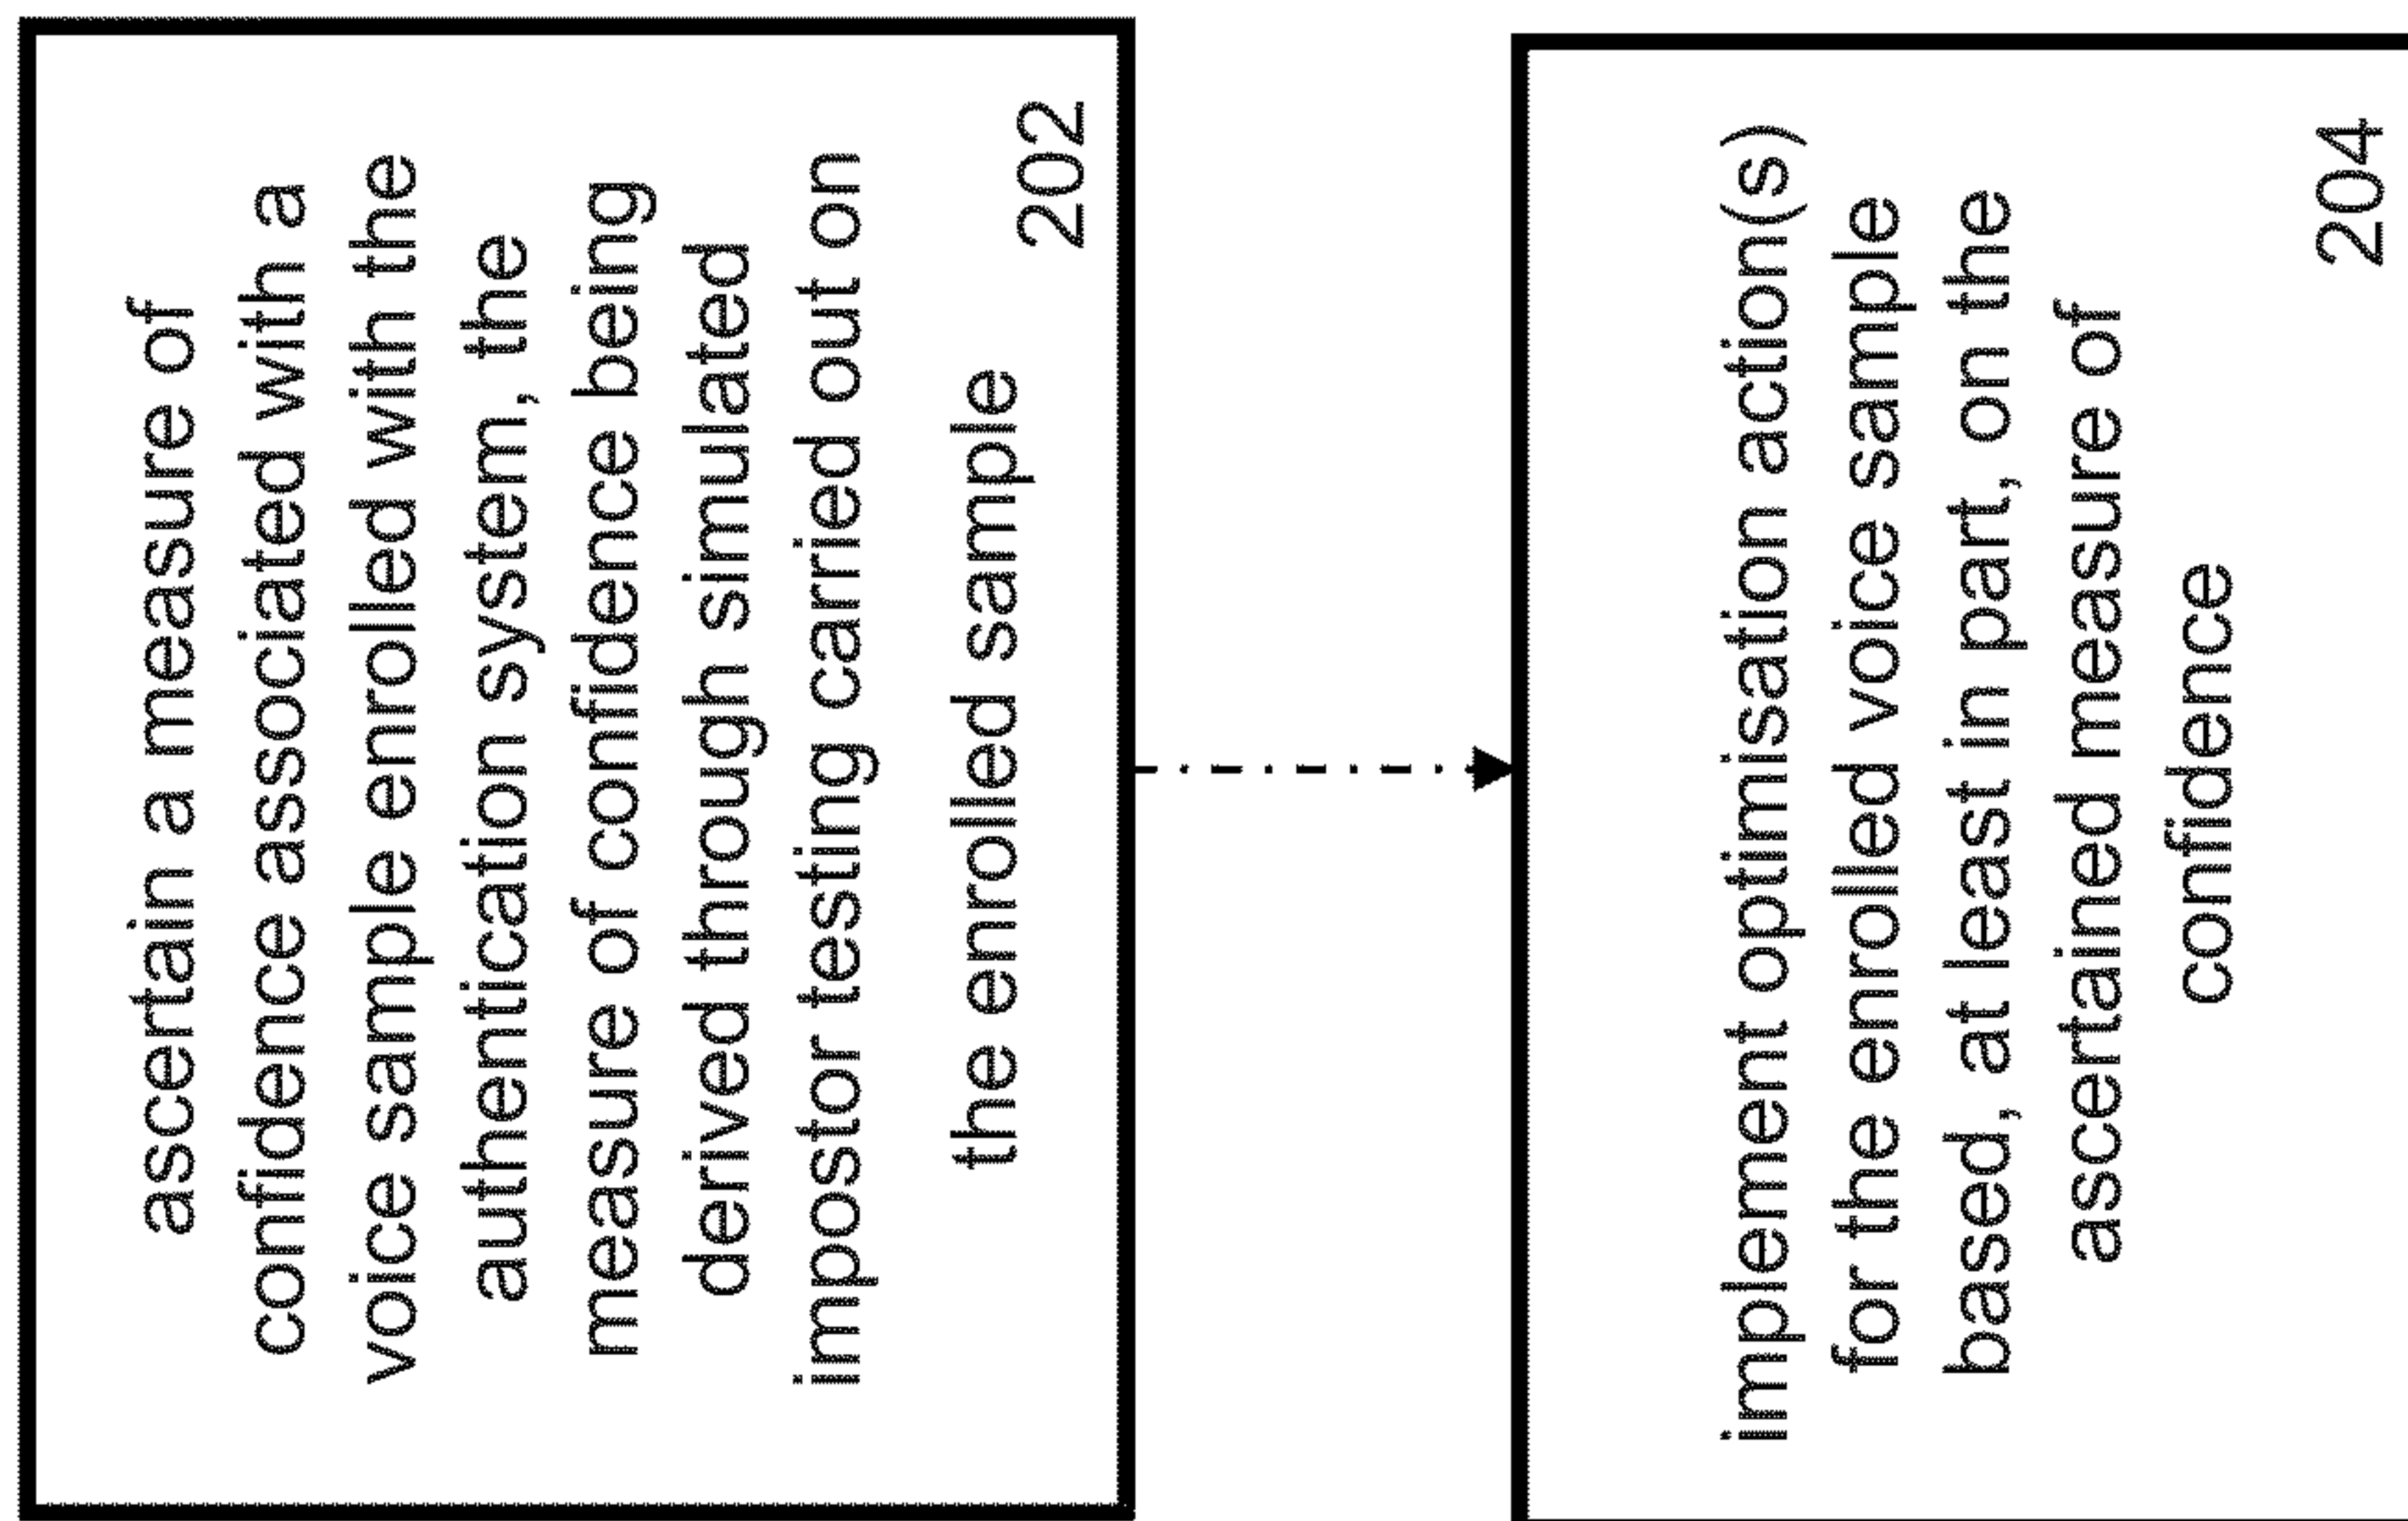 ascertain a measure of
confidence associated with a
voice sample enrolled with the
authentication system, the
measure of confidence being
derived through simulated
impostor testing carried out on
the enrolled sample
202
implement optimisation action(s)
for the enrolled voice sample
based, at least in part, on the
ascertained measure of
confidence
204